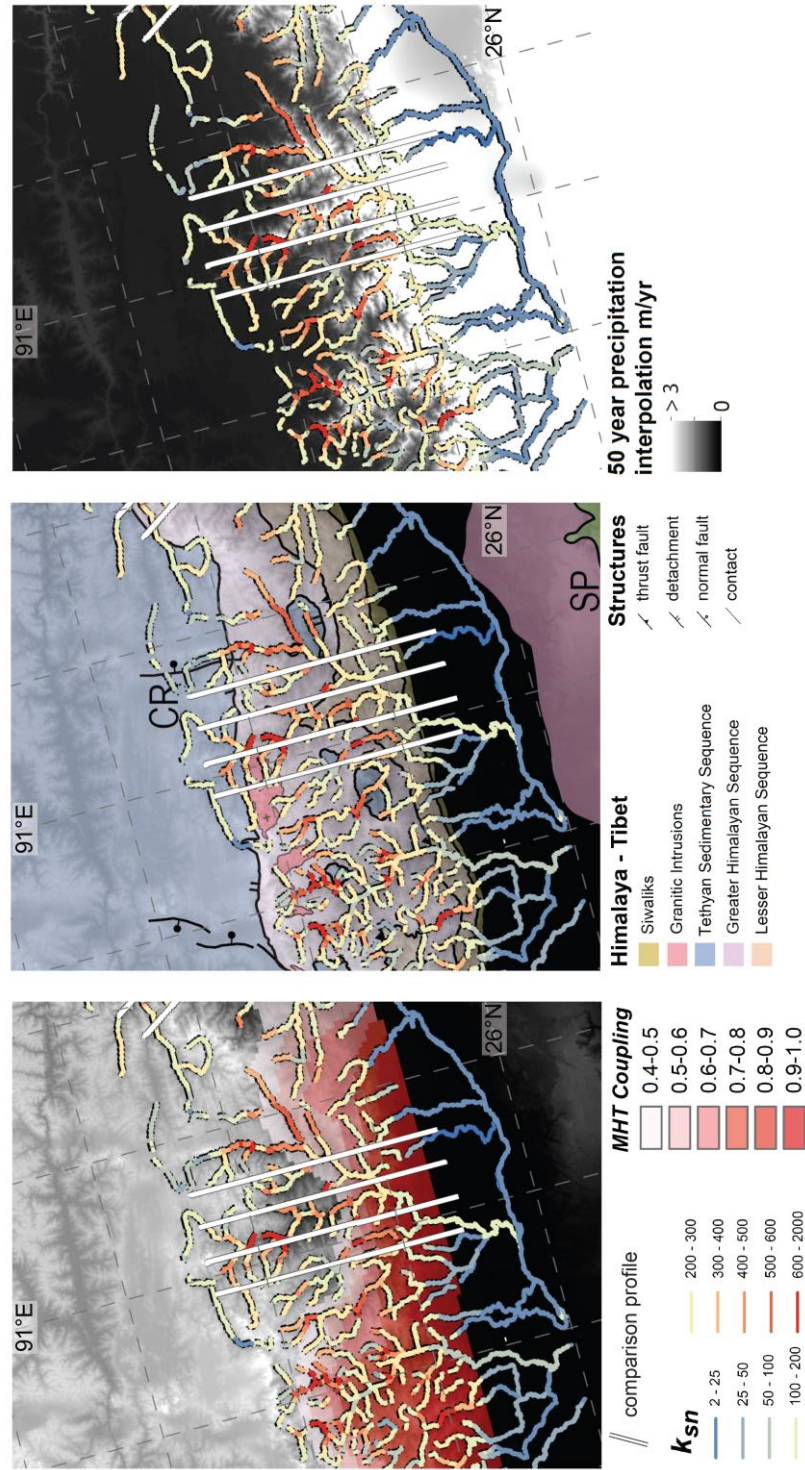 91°E
26°N
comparison profile
k_sn
2 - 25
25 - 50
50 - 100
100 - 200
200 - 300
300 - 400
400 - 500
500 - 600
600 - 2000
MHT Coupling
0.4-0.5
0.5-0.6
0.6-0.7
0.7-0.8
0.8-0.9
0.9-1.0
91°E
CR
26°N
SP
Himalaya - Tibet
Siwaliks
Granitic Intrusions
Tethyan Sedimentary Sequence
Greater Himalayan Sequence
Lesser Himalayan Sequence
Structures
thrust fault
detachment
normal fault
contact
91°E
26°N
50 year precipitation
interpolation m/yr
> 3
0